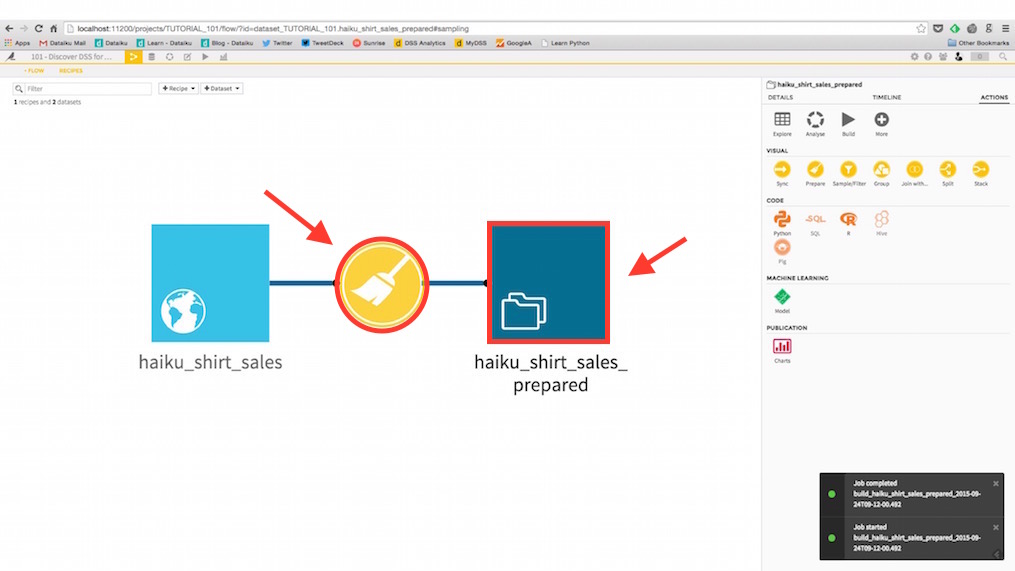 localhost:11200/projects/TUTORIAL_101/flow/?id=dataset_TUTORIAL_101.haiku_shirt_sales_prepared#sampling
Apps Dataiku Mail Dataiku Learn - Dataiku Blog - Dataiku Twitter TweetDeck Sunrise DSS Analytics MyDSS GoogleA Learn Python Other Bookmarks
101 - Discover DSS for ...
+ FLOW RECIPES
Filter + Recipe + Dataset
1 recipes and 2 datasets
haiku_shirt_sales
haiku_shirt_sales_
prepared
haiku_shirt_sales_prepared
DETAILS TIMELINE ACTIONS
Explore Analyse Build More
VISUAL
Sync Prepare Sample/Filter Group Join with... Split Stack
CODE
Python SQL R Hive
Pig
MACHINE LEARNING
Model
PUBLICATION
Charts
Job completed
build_haiku_shirt_sales_prepared_2015-09-
24T09-12-00.492
Job started
build_haiku_shirt_sales_prepared_2015-09-
24T09-12-00.492